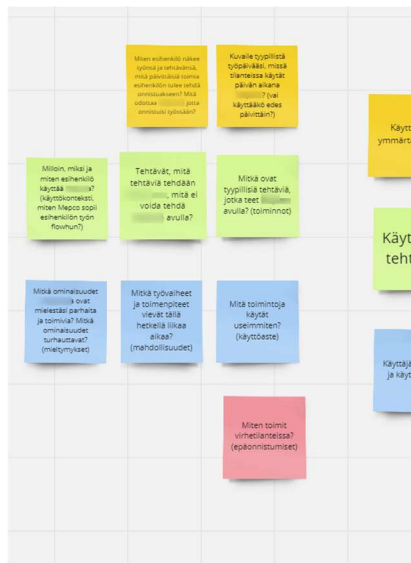 Miten esihenkilö näkee
työnsä ja tehtävänsä,
mitä päivittäisiä toimia
esihenkilön tulee tehdä
onnistuakseen? Mitä
odottaa jotta
onnistuisi työssään?
Kuvaile tyypillistä
työpäivääsi, missä
tilanteissa käytät
päivän aikana
? (vai
käyttääkö edes
päivittäin?)
Käytt
ymmärtä
Milloin, miksi ja
miten esihenkilö
käyttää a?
(käyttökonteksti,
miten Mepco sopii
esihenkilön työn
flowhun?)
Tehtävät, mitä
tehtäviä tehdään
, mitä ei
voida tehdä
avulla?
Mitkä ovat
tyypillisiä tehtäviä,
jotka teet
avulla? (toiminnot)
Käyt
teht
Mitkä ominaisuudet
a ovat
mielestäsi parhaita
ja toimivia? Mitkä
ominaisuudet
turhauttavat?
(mieltymykset)
Mitkä työvaiheet
ja toimenpiteet
vievät tällä
hetkellä liikaa
aikaa?
(mahdollisuudet)
Mitä toimintoja
käytät
useimmiten?
(käyttöaste)
Käyttäjä
ja käyt
Miten toimit
virhetilanteissa?
(epäonnistumiset)